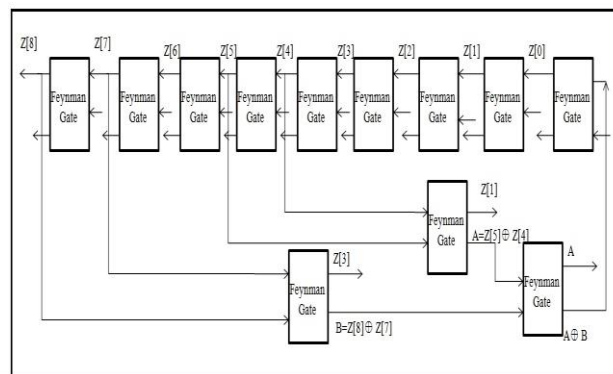 Z[8] Z[7] Z[6] Z[5] Z[4] Z[3] Z[2] Z[1] Z[0]
Feynman Gate
Feynman Gate
Feynman Gate
Feynman Gate
Feynman Gate
Feynman Gate
Feynman Gate
Feynman Gate
Feynman Gate
Feynman Gate
Z[1]
A=Z[5]⊕ Z[4]
Feynman Gate
Z[3]
B=Z[8]⊕ Z[7]
Feynman Gate
A
A⊕ B